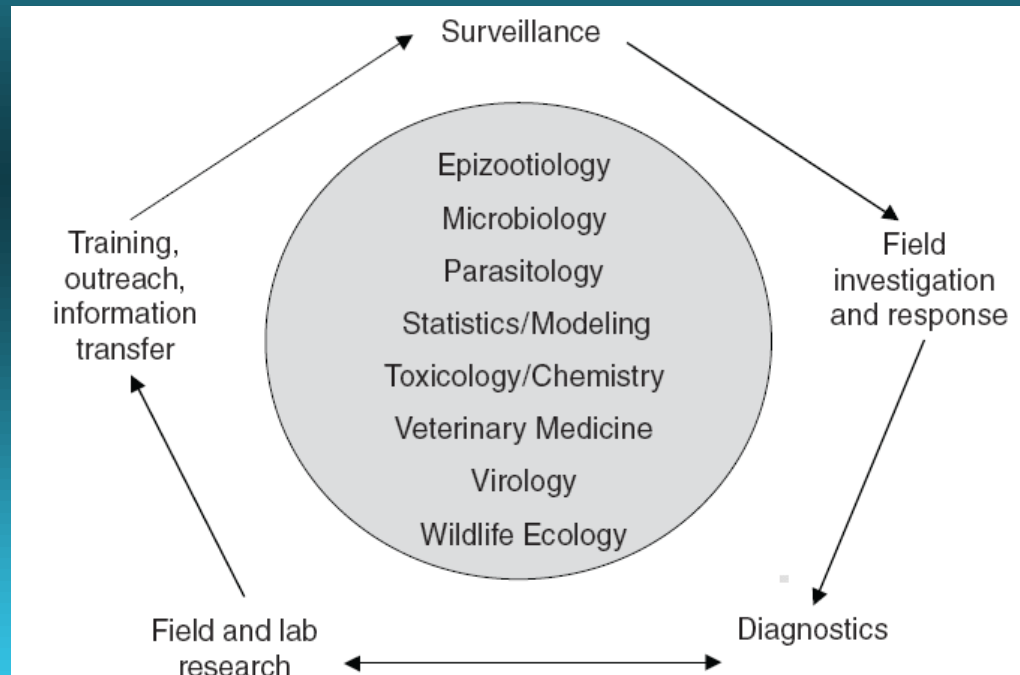 Surveillance
Epizootiology
Microbiology
Parasitology
Statistics/Modeling
Toxicology/Chemistry
Veterinary Medicine
Virology
Wildlife Ecology
Field
investigation
and response
Diagnostics
Field and lab
research
Training,
outreach,
information
transfer